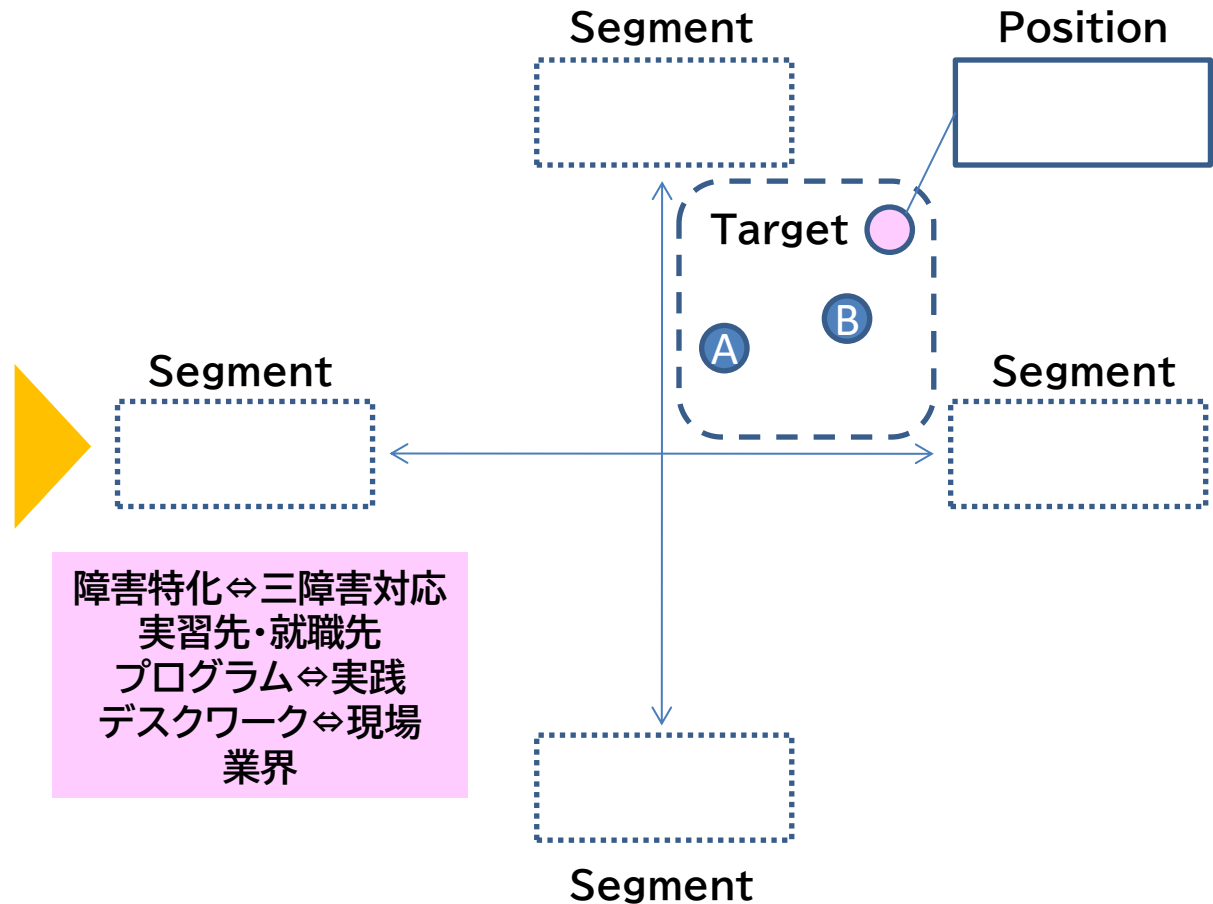 Segment
Position
Target
B
A
Segment
Segment
障害特化⇔三障害対応
実習先・就職先
プログラム⇔実践
デスクワーク⇔現場
業界
Segment